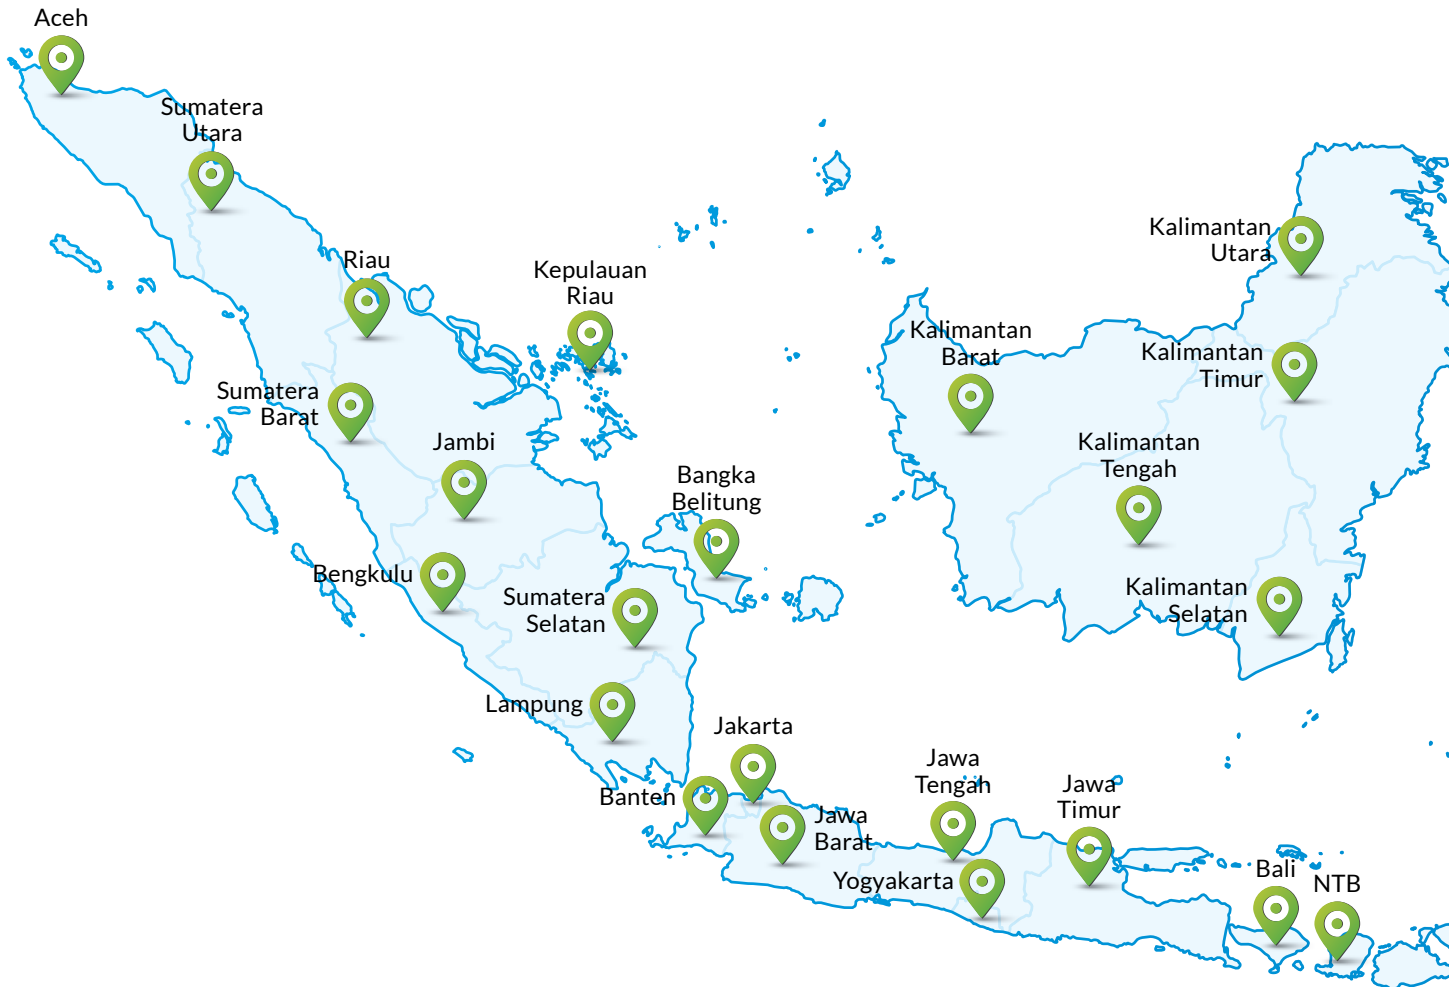 Aceh
Sumatera
Utara
Riau
Kepulauan
Riau
Kalimantan
Utara
Kalimantan
Barat
Kalimantan
Timur
Sumatera
Barat
Jambi
Kalimantan
Tengah
Bangka
Belitung
Bengkulu
Sumatera
Selatan
Kalimantan
Selatan
Lampung
Jakarta
Banten
Jawa
Barat
Jawa
Tengah
Jawa
Timur
Yogyakarta
Bali
NTB